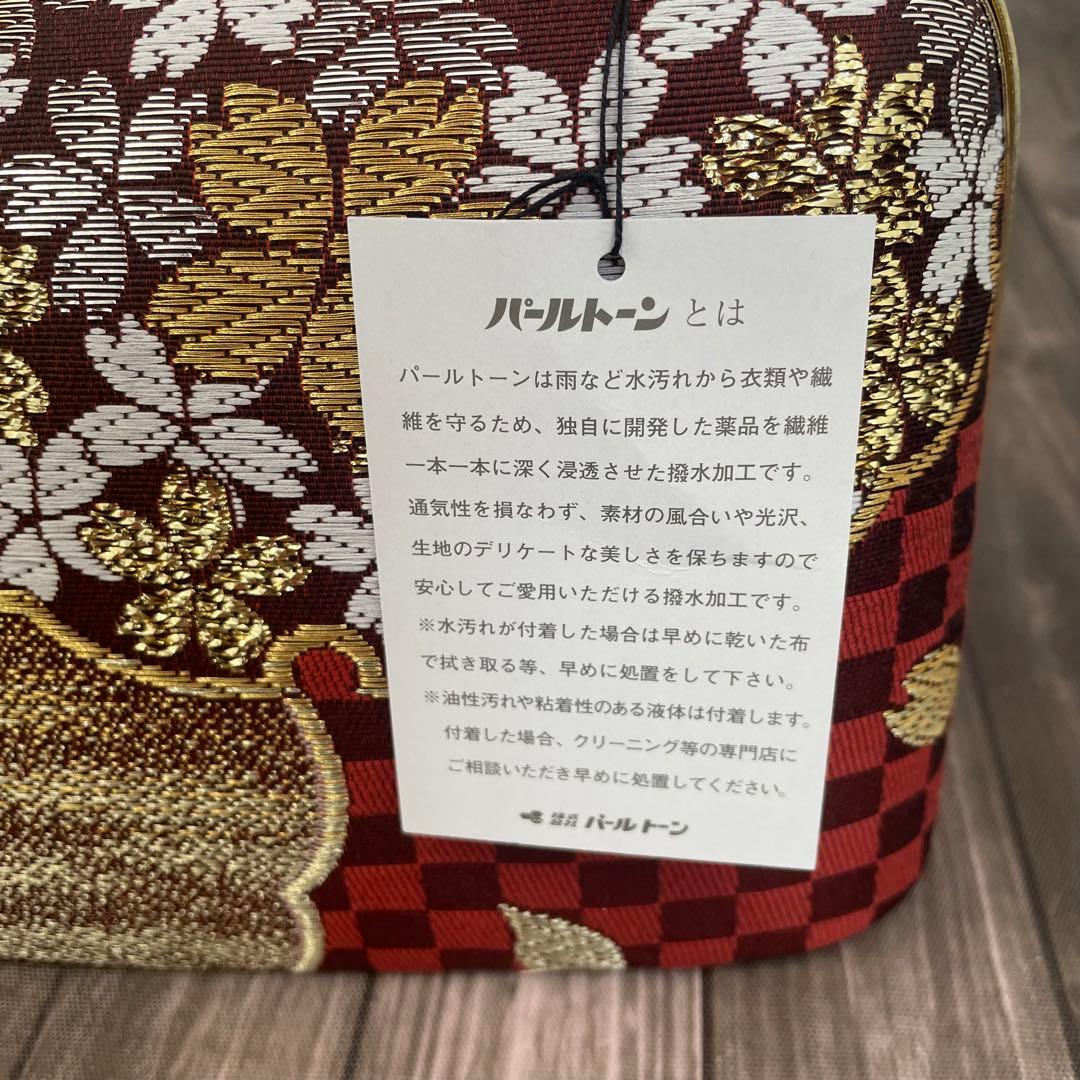 パールトーンとは
パールトーンは雨など水汚れから衣類や繊
維を守るため、独自に開発した薬品を繊維
一本一本に深く浸透させた撥水加工です。
通気性を損なわず、素材の風合いや光沢、
生地のデリケートな美しさを保ちますので
安心してご愛用いただける撥水加工です。
※水汚れが付着した場合は早めに乾いた布
で拭き取る等、早めに処置をして下さい。
※油性汚れや粘着性のある液体は付着します。
付着した場合、クリーニング等の専門店に
ご相談いただき早めに処置してください。
株式会社 パールトーン